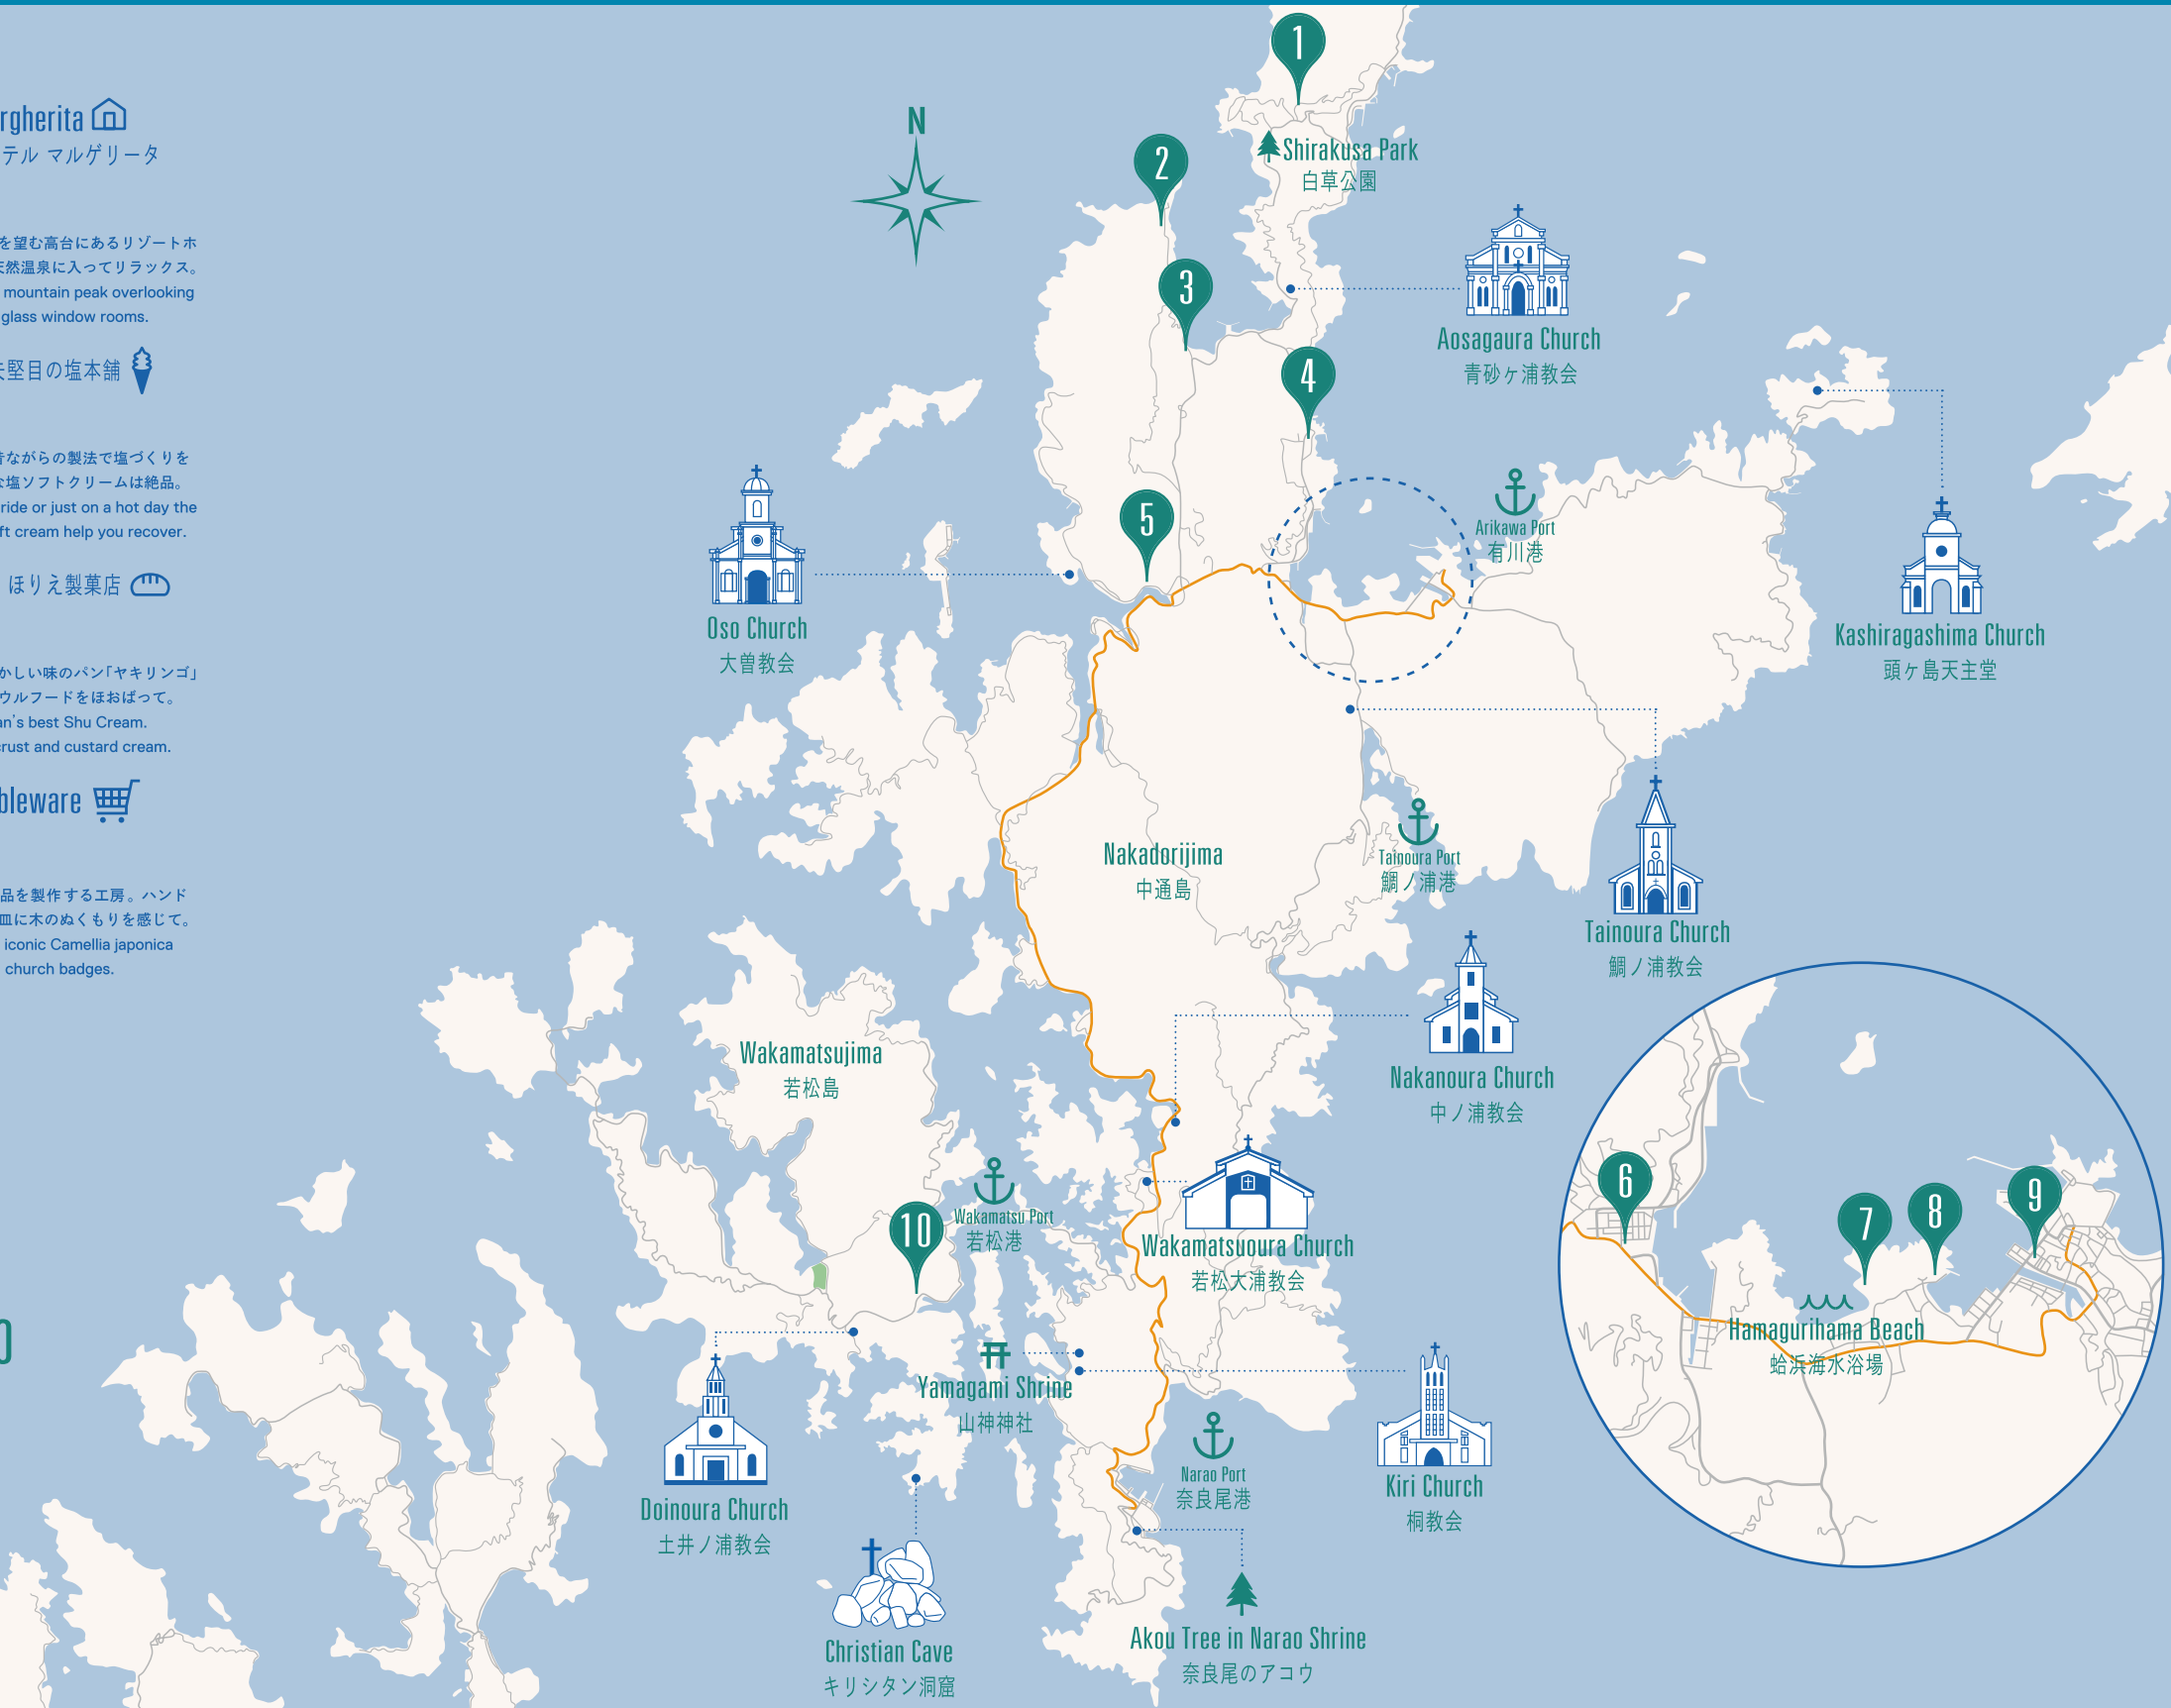 rgherita
テル マルゲリータ
を望む高台にあるリゾートホ
天然温泉に入ってリラックス。
mountain peak overlooking
glass window rooms.
矢堅目の塩本舗
昔ながらの製法で塩づくりを
な塩ソフトクリームは絶品。
ride or just on a hot day the
ft cream help you recover.
ほりえ製菓店
かしい味のパン「ヤキリンゴ」
ウルフードをほおばって。
an's best Shu Cream.
crust and custard cream.
bleware
品を製作する工房。ハンド
皿に木のぬくもりを感じて。
iconic Camellia japonica
church badges.
N
1
Shirakusa Park
白草公園
2
3
4
5
Aosagaura Church
青砂ヶ浦教会
Arikawa Port
有川港
Kashiragashima Church
頭ヶ島天主堂
Oso Church
大曽教会
Nakadorijima
中通島
Tainoura Port
鯛ノ浦港
Tainoura Church
鯛ノ浦教会
Wakamatsujima
若松島
Nakanoura Church
中ノ浦教会
10
Wakamatsu Port
若松港
Wakamatsuoura Church
若松大浦教会
6
7
8
9
Hamagurihama Beach
蛤浜海水浴場
Yamagami Shrine
山神神社
Doinoura Church
土井ノ浦教会
Narao Port
奈良尾港
Kiri Church
桐教会
Christian Cave
キリシタン洞窟
Akou Tree in Narao Shrine
奈良尾のアコウ